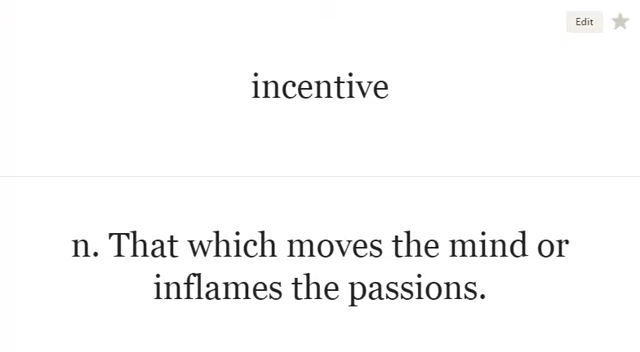 Edit
incentive
n. That which moves the mind or
inflames the passions.